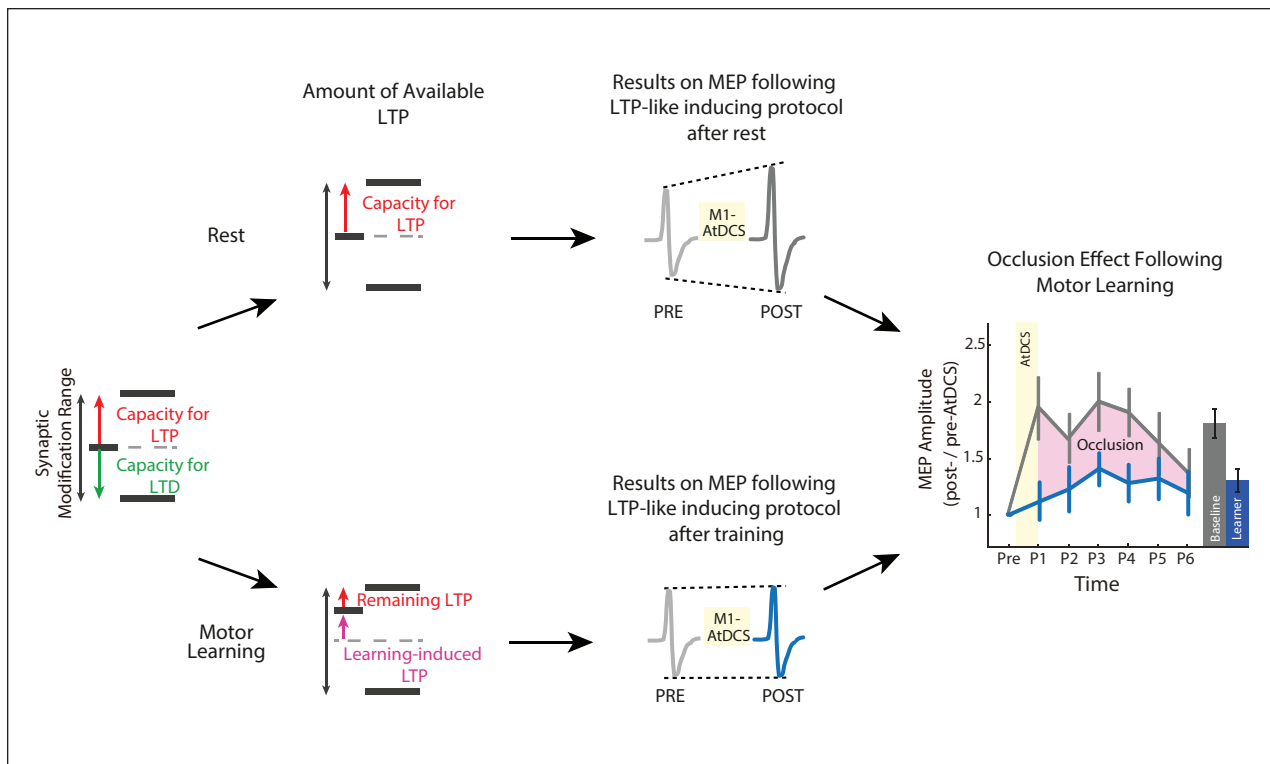 Synaptic
Modification Range
Capacity for
LTP
Capacity for
LTD
Rest
Motor
Learning
Amount of Available
LTP
Capacity for
LTP
Remaining LTP
Learning-induced
LTP
Results on MEP following
LTP-like inducing protocol
after rest
M1-
AtDCS
PRE
POST
Results on MEP following
LTP-like inducing protocol
after training
M1-
AtDCS
PRE
POST
Occlusion Effect Following
Motor Learning
MEP Amplitude
(post- / pre-AtDCS)
2.5
2
1.5
1
AtDCS
Occlusion
Baseline
Learner
Pre P1 P2 P3 P4 P5 P6
Time